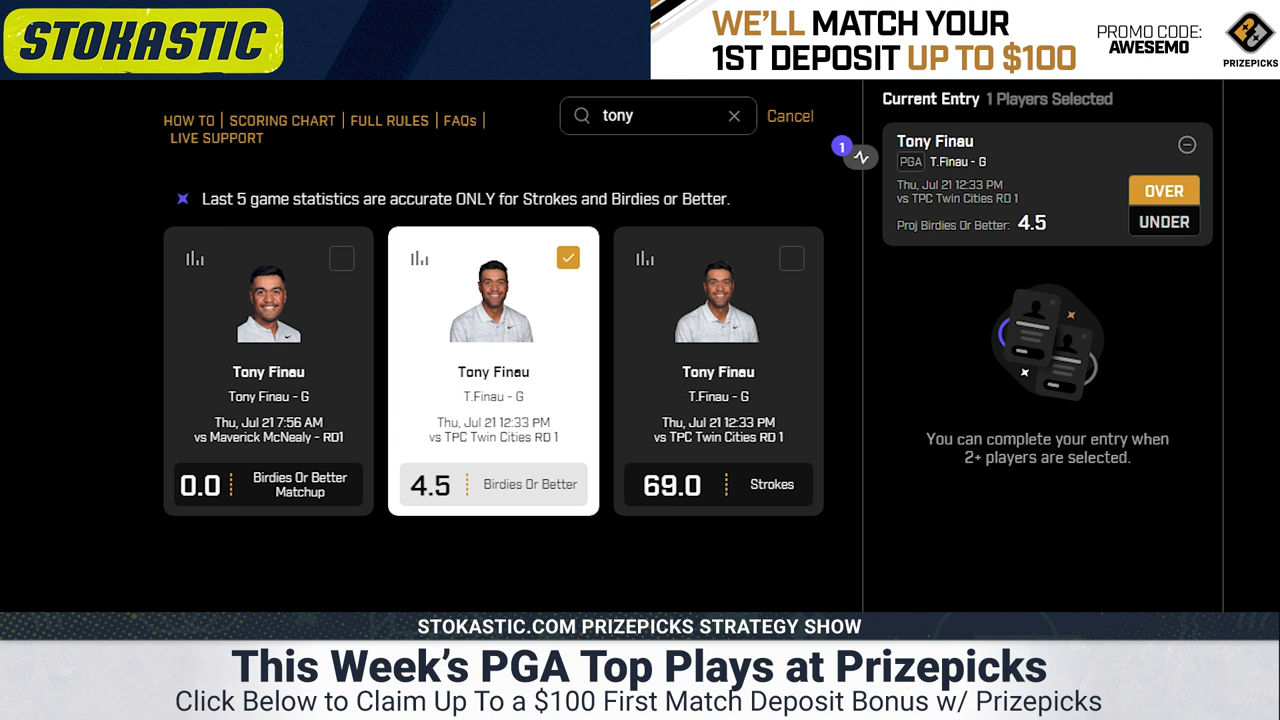 STOKASTIC
WE'LL MATCH YOUR
1ST DEPOSIT UP TO $100
PROMO CODE:
AWESEMO
PRIZEPICKS
HOW TO | SCORING CHART | FULL RULES | FAQs |
LIVE SUPPORT
tony
Cancel
Last 5 game statistics are accurate ONLY for Strokes and Birdies or Better.
Tony Finau
Tony Finau - G
Thu, Jul 21 7:56 AM
vs Maverick McNealy - RD1
0.0
Birdies Or Better
Matchup
Tony Finau
T.Finau - G
Thu, Jul 21 12:33 PM
vs TPC Twin Cities RD 1
4.5
Birdies Or Better
Tony Finau
T.Finau - G
Thu, Jul 21 12:33 PM
vs TPC Twin Cities RD 1
69.0
Strokes
1
Current Entry 1 Players Selected
Tony Finau
PGA T.Finau - G
Thu, Jul 21 12:33 PM
vs TPC Twin Cities RD 1
Proj Birdies Or Better: 4.5
OVER
UNDER
You can complete your entry when
2+ players are selected.
STOKASTIC.COM PRIZEPICKS STRATEGY SHOW
This Week's PGA Top Plays at Prizepicks
Click Below to Claim Up To a $100 First Match Deposit Bonus w/ Prizepicks